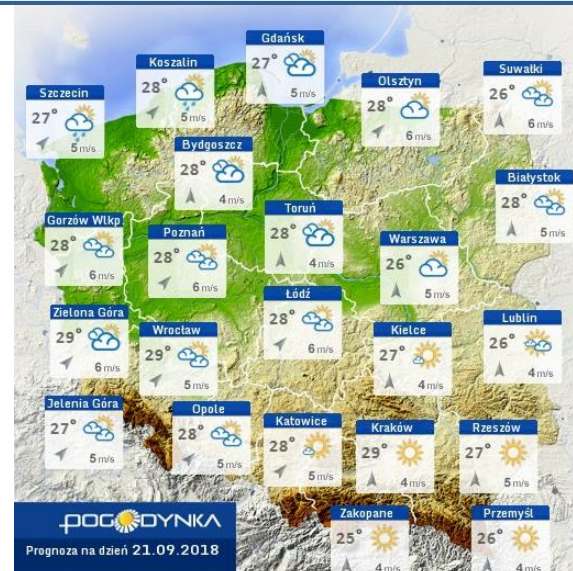 Gdańsk
27°
5 m/s
Koszalin
28°
5 m/s
Suwałki
26°
6 m/s
Olsztyn
28°
6 m/s
Szczecin
27°
5 m/s
Bydgoszcz
28°
4 m/s
Białystok
28°
5 m/s
Toruń
28°
4 m/s
Gorzów Wlkp.
28°
6 m/s
Poznań
28°
6 m/s
Warszawa
26°
5 m/s
Łódź
28°
6 m/s
Zielona Góra
29°
6 m/s
Wrocław
29°
5 m/s
Kielce
27°
4 m/s
Lublin
26°
4 m/s
Jelenia Góra
27°
5 m/s
Opole
28°
5 m/s
Katowice
28°
5 m/s
Kraków
29°
4 m/s
Rzeszów
27°
5 m/s
Zakopane
25°
4 m/s
Przemyśl
26°
4 m/s
POGODYNKA
Prognoza na dzień 21.09.2018